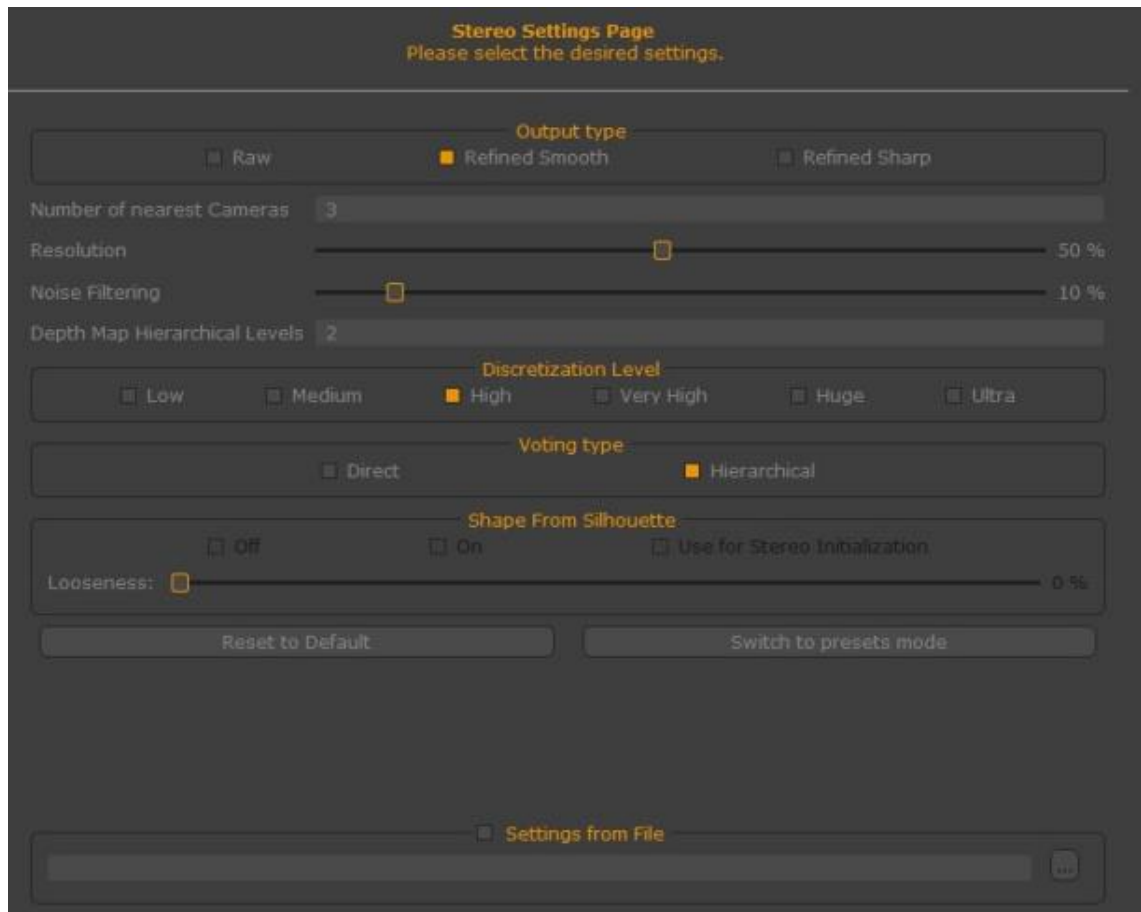 Stereo Settings Page
Please select the desired settings.
Output type
Raw Refined Smooth Refined Sharp
Number of nearest Cameras 3
Resolution 50 %
Noise Filtering 10 %
Depth Map Hierarchical Levels 2
Discretization Level
Low Medium High Very High Huge Ultra
Voting type
Direct Hierarchical
Shape From Silhouette
Off On Use for Stereo Initialization
Looseness: 0 %
Reset to Default Switch to presets mode
Settings from File
...